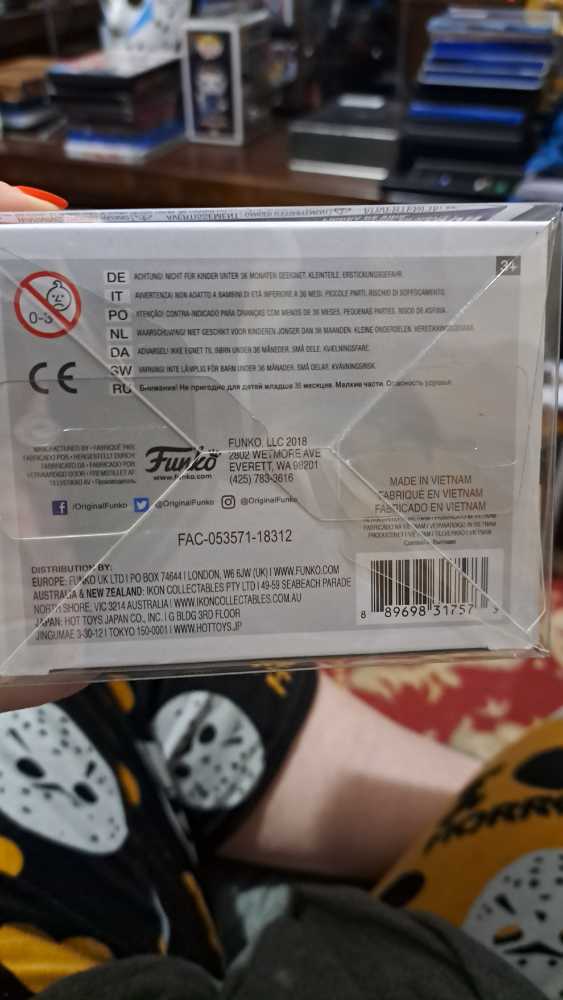 3+
0-3
DE ACHTUNG: NICHT FÜR KINDER UNTER 36 MONATEN GEEIGNET. KLEINTEILE. ERSTICKUNGSGEFAHR.
IT AVVERTENZA: NON ADATTO A BAMBINI DI ETÀ INFERIORE A 36 MESI. PICCOLE PARTI. RISCHIO DI SOFFOCAMENTO.
PO ATENÇÃO: CONTRA-INDICADO PARA CRIANÇAS COM MENOS DE 36 MESES. PEQUENAS PARTES. RISCO DE ASFIXIA.
NL WAARSCHUWING! NIET GESCHIKT VOOR KINDEREN JONGER DAN 36 MAANDEN. KLEINE ONDERDELEN.
DA ADVARSEL! IKKE EGNET TIL BØRN UNDER 36 MÅNEDER. SMÅ DELE. KVÆLNINGSFARE.
SW VARNING! INTE LÄMPLIG FÖR BARN UNDER 36 MÅNADER. SMÅ DELAR. KVÄVNINGSRISK.
RU Внимание! Не пригодно для детей младше 36 месяцев. Мелкие части. Опасность удушья
CE
MANUFACTURED BY • FABRIQUÉ PAR
Funko
www.funko.com
FUNKO, LLC 2018
2802 WETMORE AVE
EVERETT, WA 98201
(425) 783-3616
/OriginalFunko @OriginalFunko @OriginalFunko
MADE IN VIETNAM
FABRIQUÉ EN VIETNAM
FABRICADO EN VIETNAM
FAC-053571-18312
DISTRIBUTION BY:
EUROPE: FUNKO UK LTD I PO BOX 74644 I LONDON, W6 6JW (UK) I WWW.FUNKO.COM
AUSTRALIA & NEW ZEALAND: IKON COLLECTABLES PTY LTD I 49-59 SEABEACH PARADE
NORTH SHORE, VIC 3214 AUSTRALIA I WWW.IKONCOLLECTABLES.COM.AU
JAPAN: HOT TOYS JAPAN CO., INC. I G BLDG 3RD FLOOR
JINGUMAE 3-30-12 I TOKYO 150-0001 I WWW.HOTTOYS.JP
8 89698 31757 3